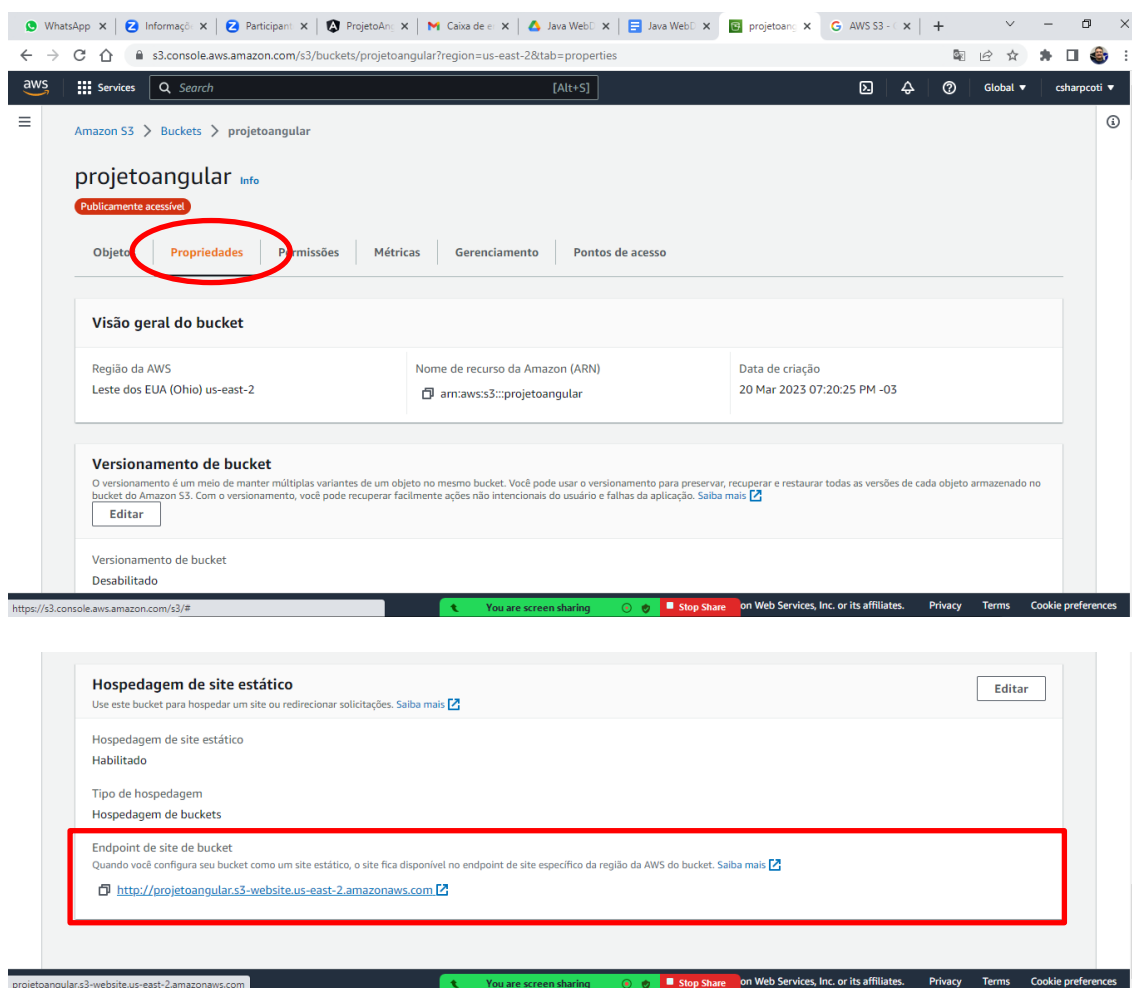 WhatsApp
Informaçõ
Participant
ProjetoAng
Caixa de e
Java WebD
Java WebD
projetoang
AWS S3 - C
s3.console.aws.amazon.com/s3/buckets/projetoangular?region=us-east-2&tab=properties
aws
Services
Search
[Alt+S]
Global
csharpcoti
Amazon S3 > Buckets > projetoangular
projetoangular Info
Publicamente acessível
Objeto
Propriedades
Permissões
Métricas
Gerenciamento
Pontos de acesso
Visão geral do bucket
Região da AWS
Leste dos EUA (Ohio) us-east-2
Nome de recurso da Amazon (ARN)
arn:aws:s3:::projetoangular
Data de criação
20 Mar 2023 07:20:25 PM -03
Versionamento de bucket
O versionamento é um meio de manter múltiplas variantes de um objeto no mesmo bucket. Você pode usar o versionamento para preservar, recuperar e restaurar todas as versões de cada objeto armazenado no
bucket do Amazon S3. Com o versionamento, você pode recuperar facilmente ações não intencionais do usuário e falhas da aplicação. Saiba mais
Editar
Versionamento de bucket
Desabilitado
https://s3.console.aws.amazon.com/s3/#
You are screen sharing
Stop Share
on Web Services, Inc. or its affiliates.
Privacy
Terms
Cookie preferences
Hospedagem de site estático
Use este bucket para hospedar um site ou redirecionar solicitações. Saiba mais
Editar
Hospedagem de site estático
Habilitado
Tipo de hospedagem
Hospedagem de buckets
Endpoint de site de bucket
Quando você configura seu bucket como um site estático, o site fica disponível no endpoint de site específico da região da AWS do bucket. Saiba mais
http://projetoangular.s3-website.us-east-2.amazonaws.com
projetoangular.s3-website.us-east-2.amazonaws.com
You are screen sharing
Stop Share
on Web Services, Inc. or its affiliates.
Privacy
Terms
Cookie preferences